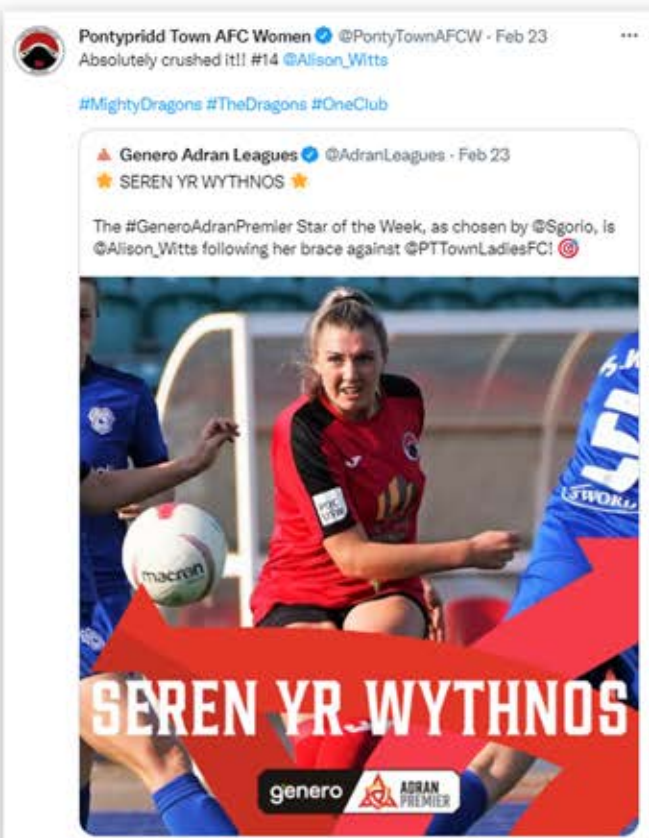 Pontypridd Town AFC Women @PontyTownAFCW · Feb 23
Absolutely crushed it!! #14 @Alison_Witts
#MightyDragons #TheDragons #OneClub
Genero Adran Leagues @AdranLeagues · Feb 23
SEREN YR WYTHNOS
The #GeneroAdranPremier Star of the Week, as chosen by @Sgorio, is
@Alison_Witts following her brace against @PTTownLadiesFC!
macron
SEREN YR WYTHNOS
genero
ADRAN
PREMIER